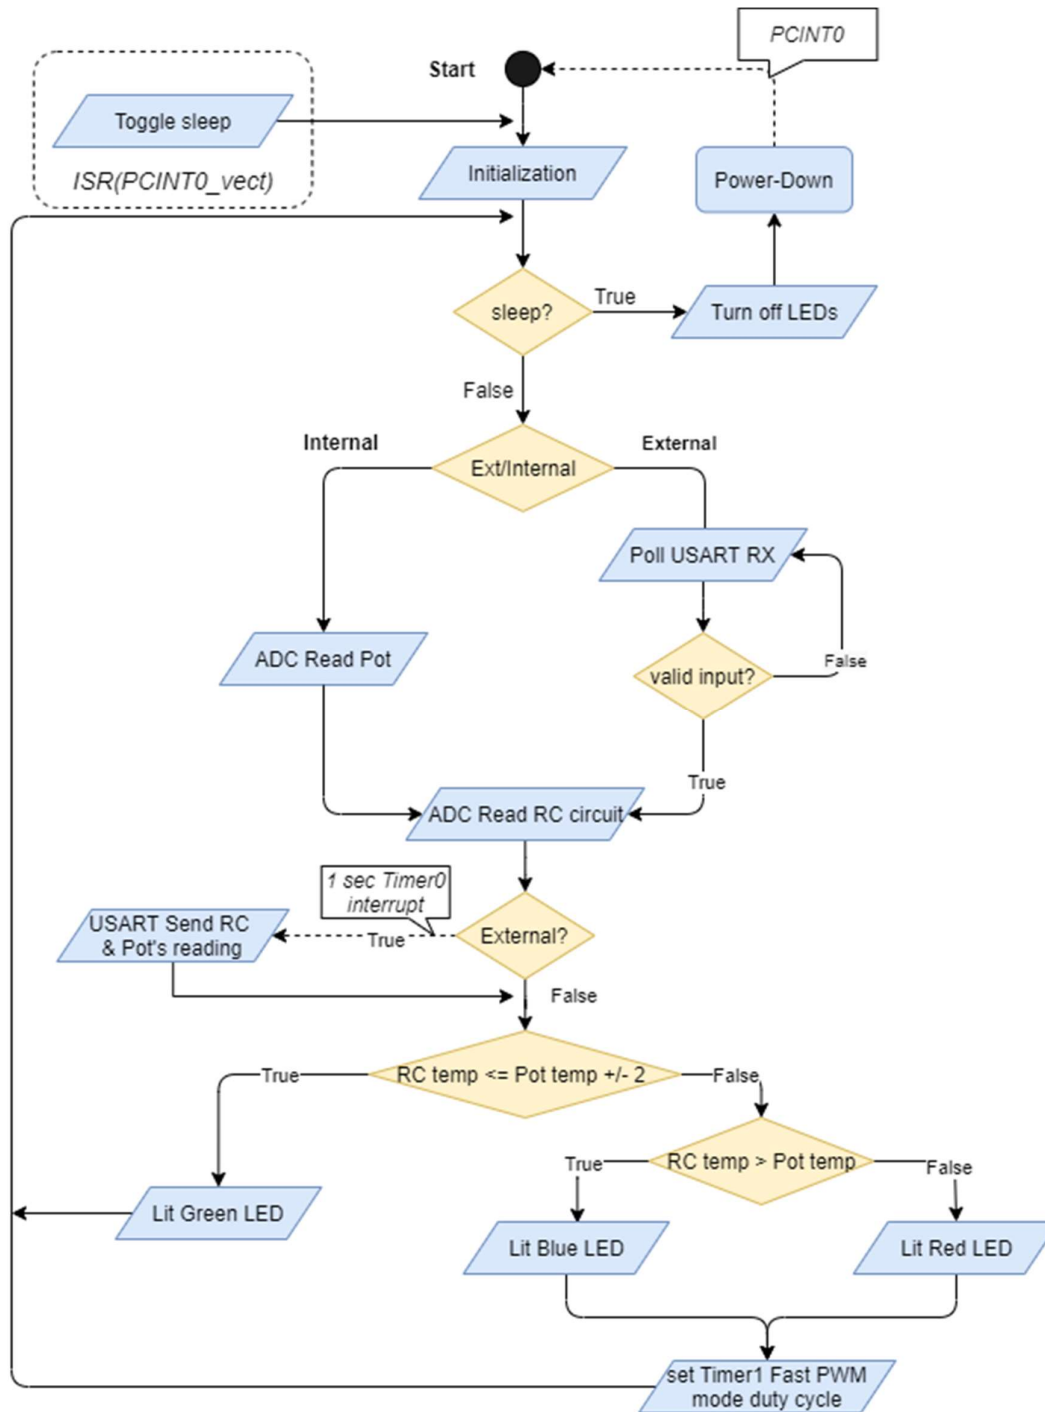 PCINT0
Start
Toggle sleep
ISR(PCINT0_vect)
Initialization
Power-Down
sleep?
True
Turn off LEDs
False
Internal
External
Ext/Internal
Poll USART RX
ADC Read Pot
valid input?
False
True
ADC Read RC circuit
1 sec Timer0
interrupt
USART Send RC
& Pot's reading
True
External?
False
RC temp <= Pot temp +/- 2
True
False
RC temp > Pot temp
True
False
Lit Green LED
Lit Blue LED
Lit Red LED
set Timer1 Fast PWM
mode duty cycle